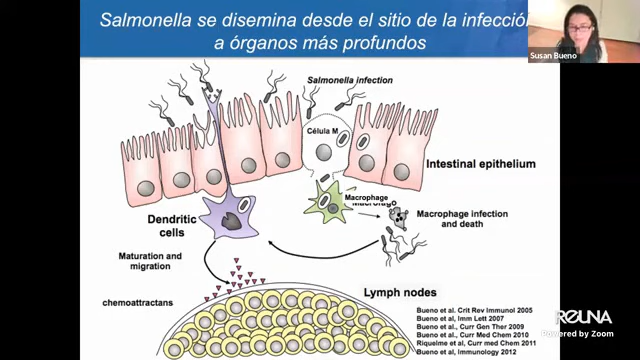 Salmonella se disemina desde el sitio de la infección
a órganos más profundos
Susan Bueno
Salmonella infection
Célula M
Intestinal epithelium
Macrophage
Dendritic
cells
Macrophage infection
and death
Maturation and
migration
chemoattractans
Lymph nodes
Bueno et al. Crit Rev Immunol 2005
Bueno et al, Imm Lett 2007
Bueno et al., Curr Gen Ther 2009
Bueno et al., Curr Med Chem 2010
Riquelme et al, Curr med Chem 2011
Bueno et al, Immunology 2012
REUNA
Powered by Zoom